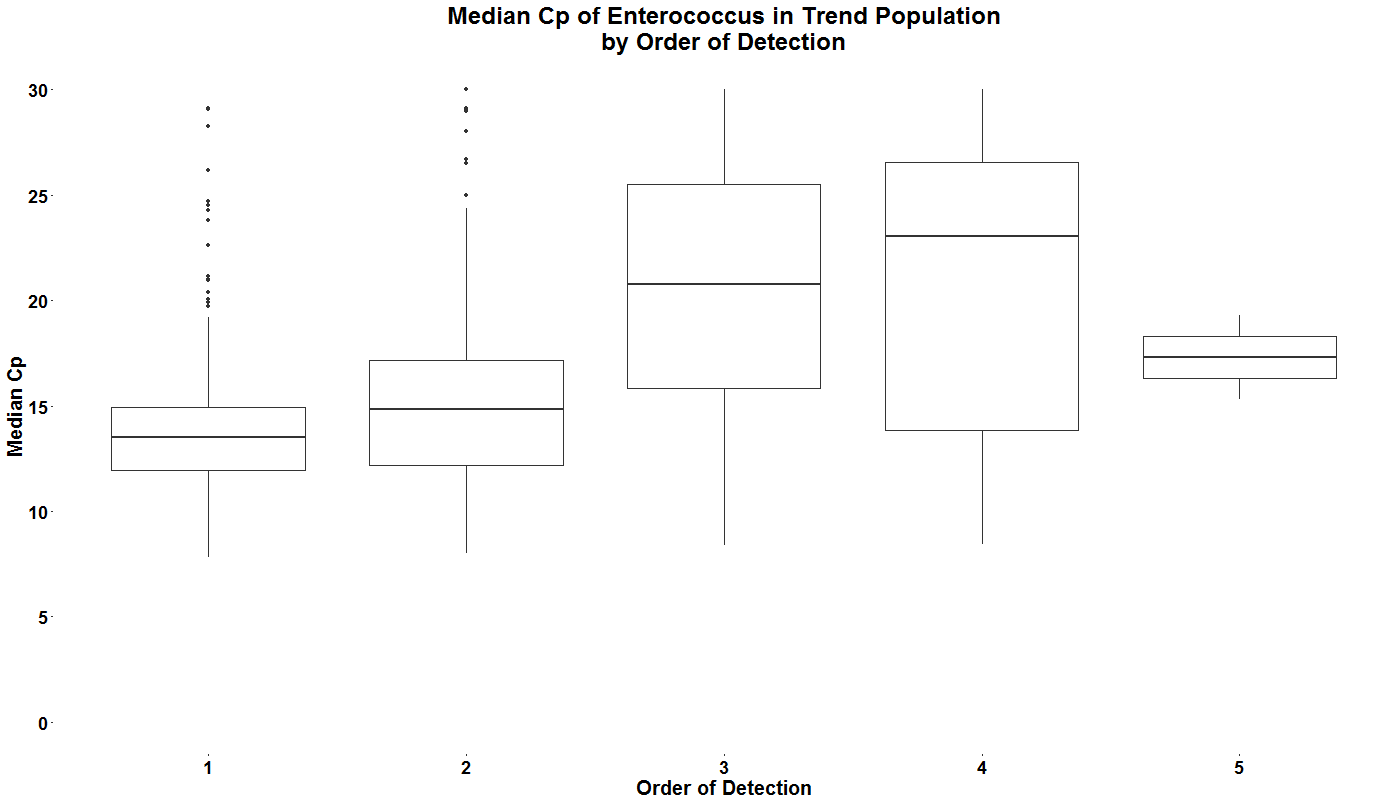 Median Cp of Enterococcus in Trend Population
by Order of Detection
30
25
20
15
10
5
0
Median Cp
1 2 3 4 5
Order of Detection